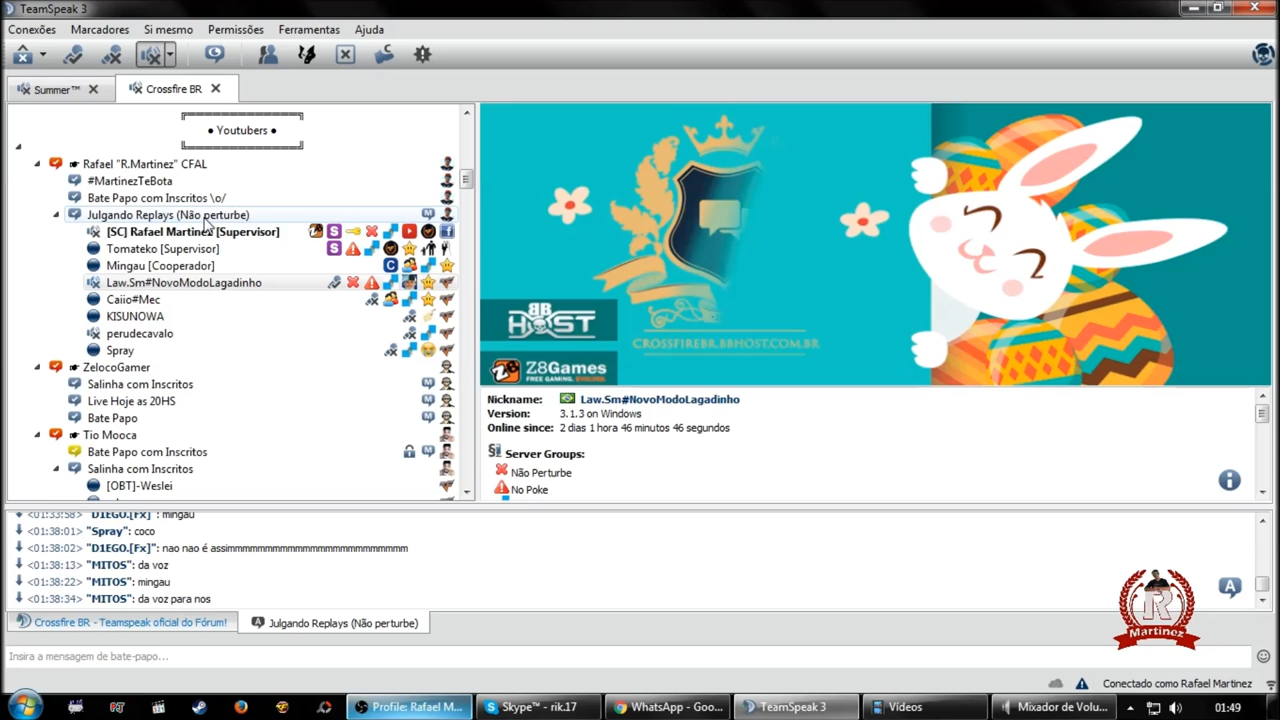 TeamSpeak 3
Conexões Marcadores Si mesmo Permissões Ferramentas Ajuda
Summer™ Crossfire BR
• Youtubers •
Rafael "R.Martinez" CFAL
#MartinezTeBota
Bate Papo com Inscritos \o/
Julgando Replays (Não perturbe)
[SC] Rafael Martinez [Supervisor]
Tomateko [Supervisor]
Mingau [Cooperador]
Law.Sm#NovoModoLagadinho
Caiio#Mec
KISUNOWA
perudecavalo
Spray
ZelocoGamer
Salinha com Inscritos
Live Hoje as 20HS
Bate Papo
Tio Mooca
Bate Papo com Inscritos
Salinha com Inscritos
[OBT]-Weslei
BB
HOST
CROSSFIREBR.BBHOST.COM.BR
Z8Games
FREE GAMING. EVOLVED.
Nickname: Law.Sm#NovoModoLagadinho
Version: 3.1.3 on Windows
Online since: 2 dias 1 hora 46 minutos 46 segundos
Server Groups:
Não Perturbe
No Poke
<01:33:58> "D1EGO.[Fx]": mingau
<01:38:01> "Spray": coco
<01:38:02> "D1EGO.[Fx]": nao nao é assimmmmmmmmmmmmmmmmmmmmmm
<01:38:13> "MITOS": da voz
<01:38:22> "MITOS": mingau
<01:38:34> "MITOS": da voz para nos
R
Martinez
Crossfire BR - Teamspeak oficial do Fórum! Julgando Replays (Não perturbe)
Insira a mensagem de bate-papo...
Conectado como Rafael Martinez
Profile: Rafael M... Skype™ - rik.17 WhatsApp - Goo... TeamSpeak 3 Vídeos Mixador de Volu... 01:49